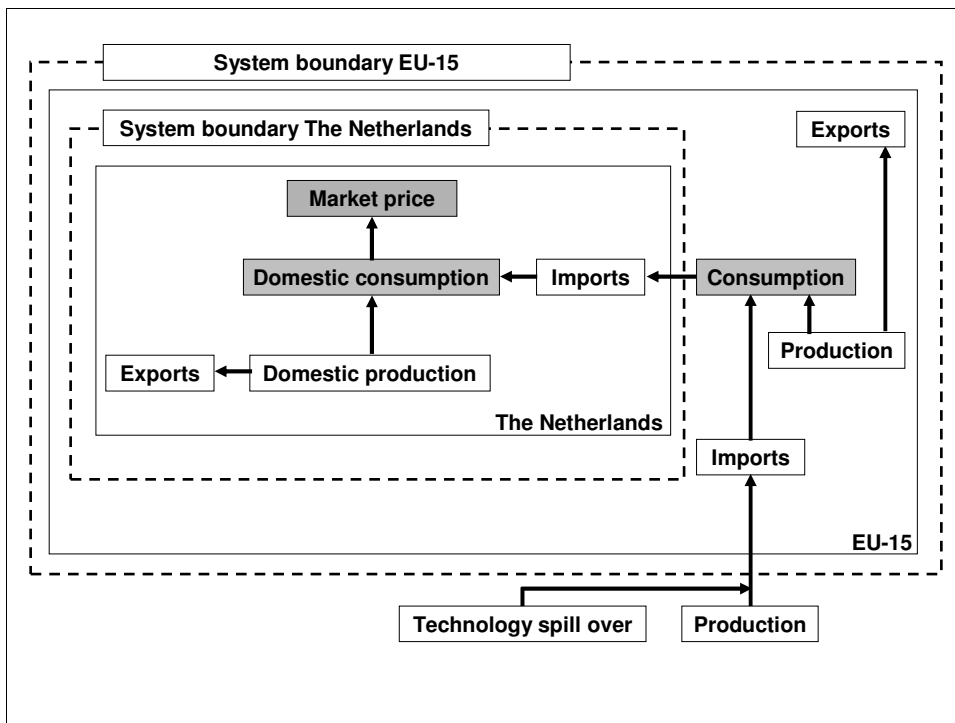 System boundary EU-15
System boundary The Netherlands
Exports
Market price
Domestic consumption
Imports
Consumption
Production
Exports
Domestic production
The Netherlands
Imports
EU-15
Technology spill over
Production